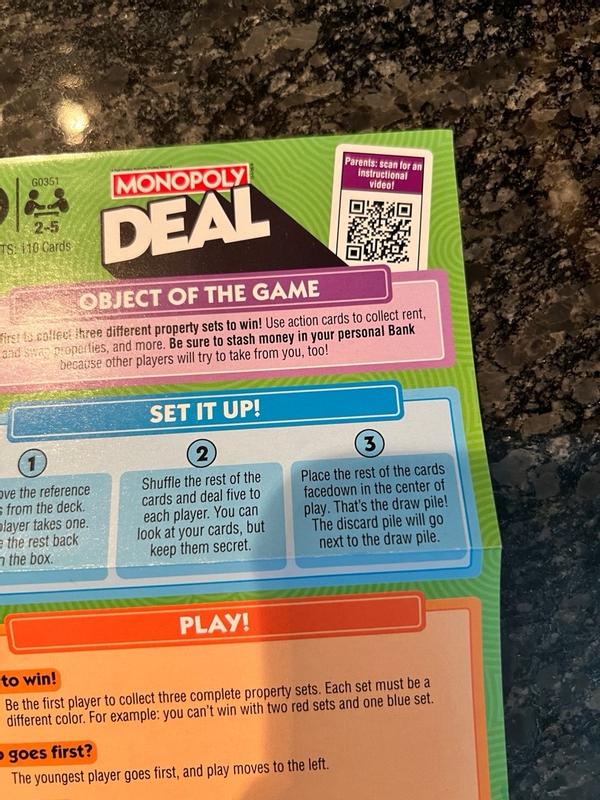 G0351
2-5
TS: 110 Cards
MONOPOLY
DEAL
Parents: scan for an
instructional
video!
OBJECT OF THE GAME
first to collect three different property sets to win! Use action cards to collect rent,
and swap properties, and more. Be sure to stash money in your personal Bank
because other players will try to take from you, too!
SET IT UP!
1
ove the reference
s from the deck.
player takes one.
e the rest back
n the box.
2
Shuffle the rest of the
cards and deal five to
each player. You can
look at your cards, but
keep them secret.
3
Place the rest of the cards
facedown in the center of
play. That's the draw pile!
The discard pile will go
next to the draw pile.
PLAY!
to win!
Be the first player to collect three complete property sets. Each set must be a
different color. For example: you can't win with two red sets and one blue set.
o goes first?
The youngest player goes first, and play moves to the left.